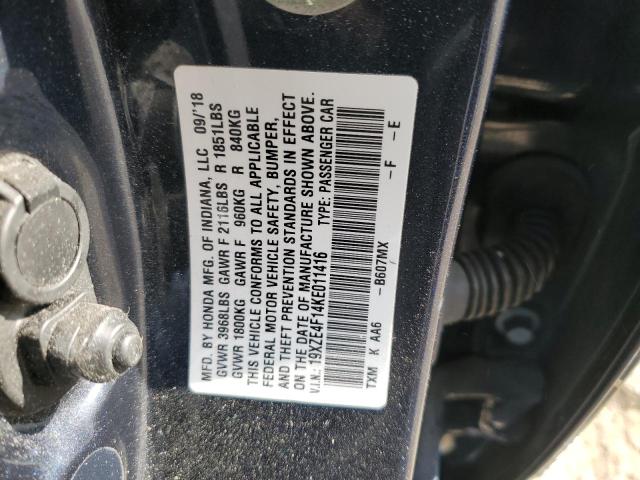 MFD. BY HONDA MFG. OF INDIANA, LLC 09/'18
GVWR 3968LBS GAWR F 2116LBS R 1851LBS
GVWR 1800KG GAWR F 960KG R 840KG
THIS VEHICLE CONFORMS TO ALL APPLICABLE
FEDERAL MOTOR VEHICLE SAFETY, BUMPER,
AND THEFT PREVENTION STANDARDS IN EFFECT
ON THE DATE OF MANUFACTURE SHOWN ABOVE.
V.I.N.: 19XZE4F14KE011416 TYPE: PASSENGER CAR
TXM K AA6 -B607MX -F -E